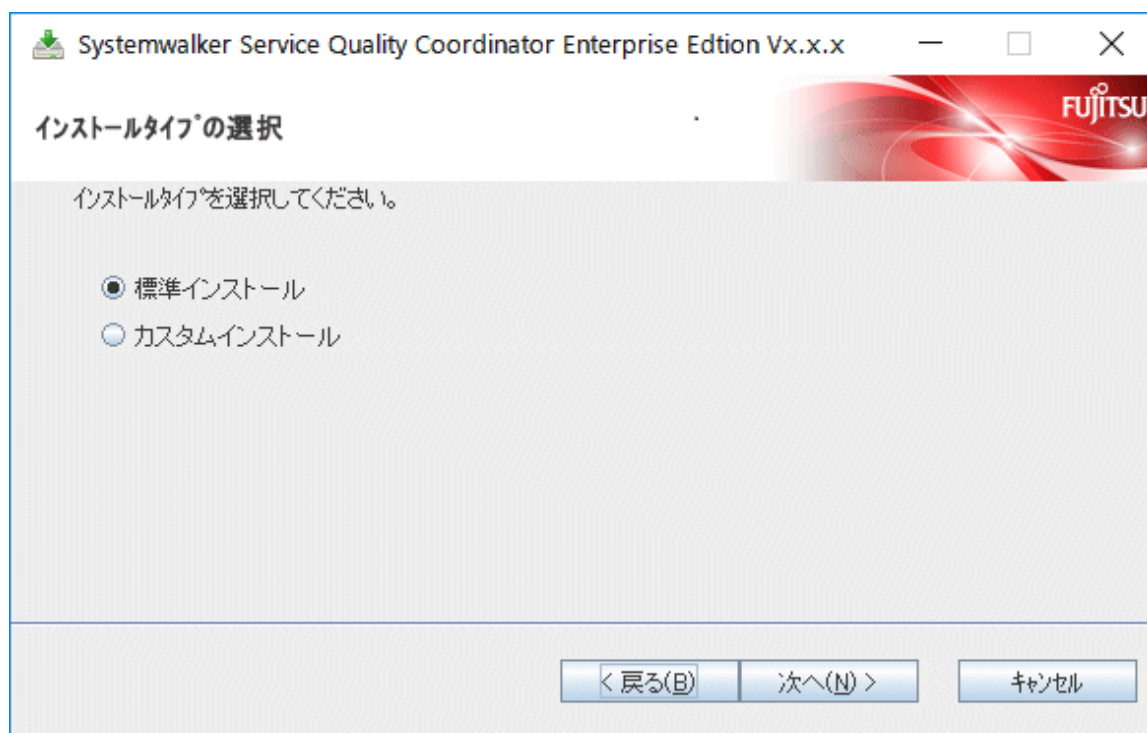 Systemwalker Service Quality Coordinator Enterprise Edtion Vx.x.x
FUJITSU
インストールタイプの選択
インストールタイプを選択してください。
標準インストール
カスタムインストール
< 戻る(B) 次へ(N) > キャンセル